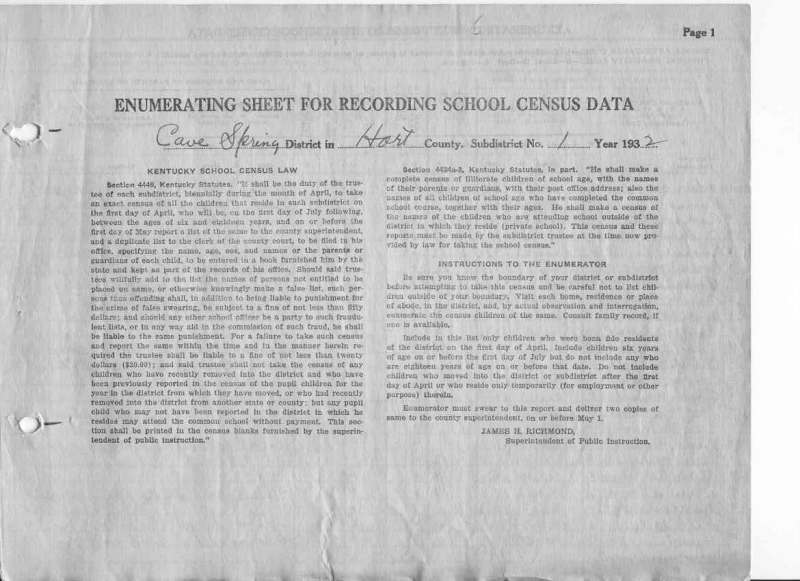 6
Page 1
ENUMERATING SHEET FOR RECORDING SCHOOL CENSUS DATA
Cave Spring District in Hart County. Subdistrict No. 1 Year 1932
KENTUCKY SCHOOL CENSUS LAW
Section 4449, Kentucky Statutes. "It shall be the duty of the trus-
tee of each subdistrict, biennially during the month of April, to take
an exact census of all the children that reside in such subdistrict on
the first day of April, who will be, on the first day of July following,
between the ages of six and eighteen years, and on or before the
first day of May report a list of the same to the county superintendent,
and a duplicate list to the clerk of the county court, to be filed in his
office, specifying the name, age, sex, and names or the parents or
guardians of each child, to be entered in a book furnished him by the
state and kept as part of the records of his office. Should said trus-
tees willfully add to the list the names of persons not entitled to be
placed on same, or otherwise knowingly make a false list, such per-
sons thus offending shall, in addition to being liable to punishment for
the crime of false swearing, be subject to a fine of not less than fifty
dollars; and should any other school officer be a party to such fraudu-
lent lists, or in any way aid in the commission of such fraud, he shall
be liable to the same punishment. For a failure to take such census
and report the same within the time and in the manner herein re-
quired the trustee shall be liable to a fine of not less than twenty
dollars ($20.00); and said trustee shall not take the census of any
children who have recently removed into the district and who have
been previously reported in the census of the pupil children for the
year in the district from which they have moved, or who had recently
removed into the district from another state or county; but any pupil
child who may not have been reported in the district in which he
resides may attend the common school without payment. This sec-
tion shall be printed in the census blanks furnished by the superin-
tendent of public instruction."
Section 4434a-3, Kentucky Statutes, in part. "He shall make a
complete census of illiterate children of school age, with the names
of their parents or guardians, with their post office address; also the
names of all children of school age who have completed the common
school course, together with their ages. He shall make a census of
the names of the children who are attending school outside of the
district in which they reside (private school). This census and these
reports must be made by the subdistrict trustee at the time now pro-
vided by law for taking the school census."
INSTRUCTIONS TO THE ENUMERATOR
Be sure you know the boundary of your district or subdistrict
before attempting to take this census and be careful not to list chil-
dren outside of your boundary. Visit each home, residence or place
of abode, in the district, and, by actual observation and interrogation,
enumerate the census children of the same. Consult family record, if
one is available.
Include in this list only children who were bona fide residents
of the district on the first day of April. Include children six years
of age on or before the first day of July but do not include any who
are eighteen years of age on or before that date. Do not include
children who moved into the district or subdistrict after the first
day of April or who reside only temporarily (for employment or other
purpose) therein.
Enumerator must swear to this report and deliver two copies of
same to the county superintendent, on or before May 1.
JAMES H. RICHMOND,
Superintendent of Public Instruction.